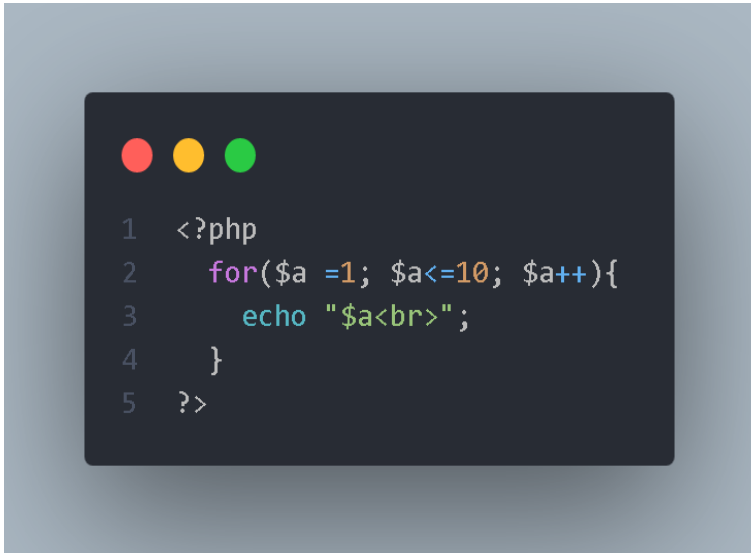 1 <?php
2 for($a =1; $a<=10; $a++){
3 echo "$a<br>";
4 }
5 ?>